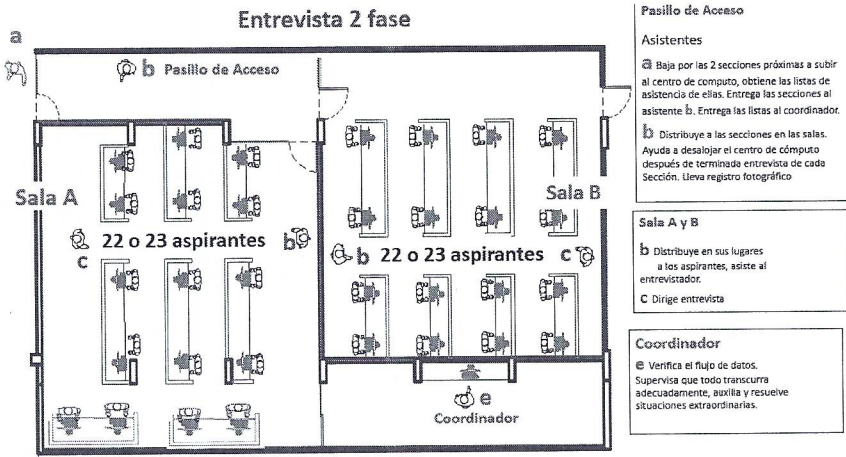 Entrevista 2 fase
a
b Pasillo de Acceso
Sala A
22 o 23 aspirantes
b
c
Sala B
b 22 o 23 aspirantes c
e
Coordinador
Pasillo de Acceso
Asistentes
a Baja por las 2 secciones próximas a subir
al centro de computo, obtiene las listas de
asistencia de ellas. Entrega las secciones al
asistente b. Entrega las listas al coordinador.
b Distribuye a las secciones en las salas.
Ayuda a desalojar el centro de cómputo
después de terminada entrevista de cada
Sección. Lleva registro fotográfico
Sala A y B
b Distribuye en sus lugares
a los aspirantes, asiste al
entrevistador.
c Dirige entrevista
Coordinador
e Verifica el flujo de datos.
Supervisa que todo transcurra
adecuadamente, auxilia y resuelve
situaciones extraordinarias.